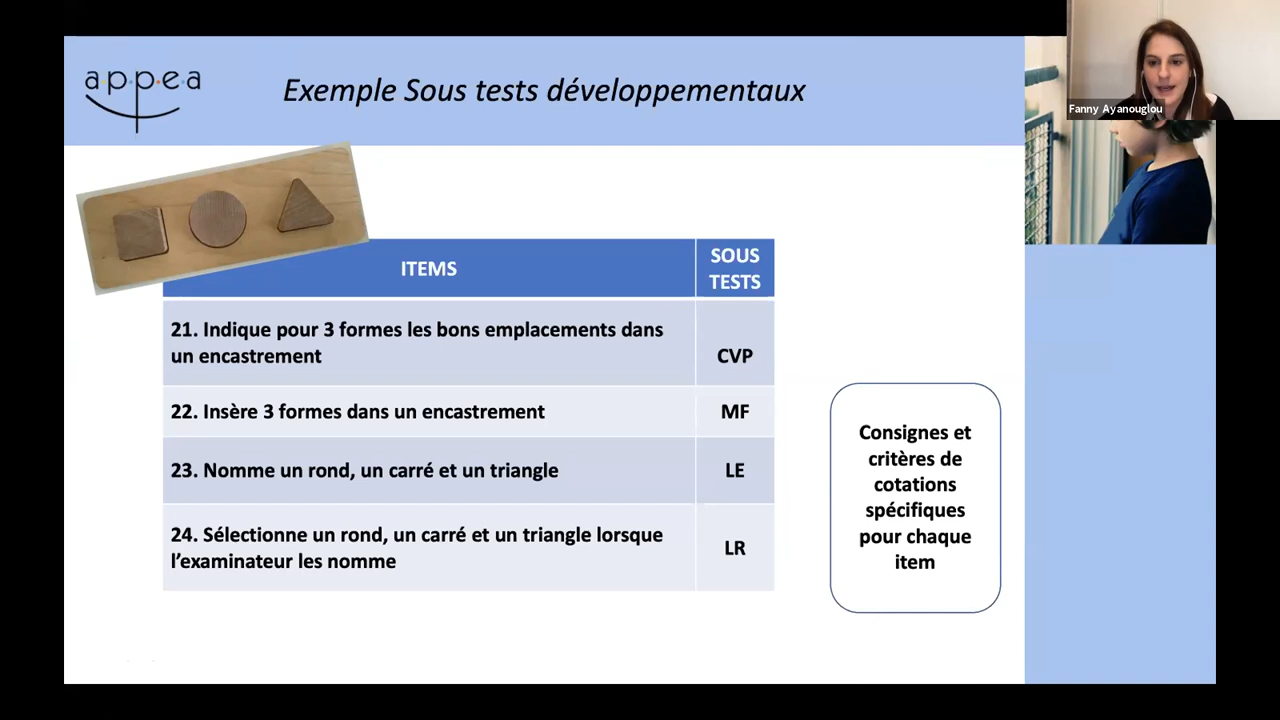 appea
Exemple Sous tests développementaux
Fanny Ayanouglou
ITEMS
SOUS
TESTS
21. Indique pour 3 formes les bons emplacements dans
un encastrement
CVP
22. Insère 3 formes dans un encastrement
MF
23. Nomme un rond, un carré et un triangle
LE
24. Sélectionne un rond, un carré et un triangle lorsque
l’examinateur les nomme
LR
Consignes et
critères de
cotations
spécifiques
pour chaque
item